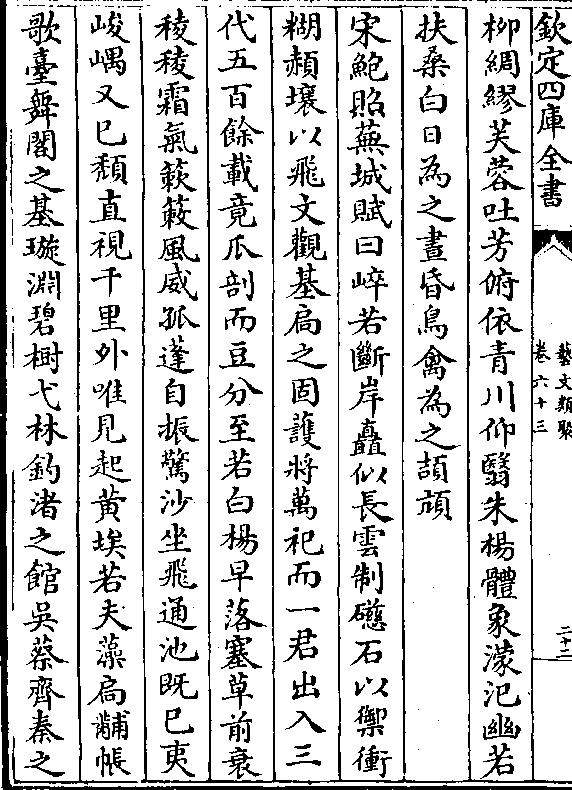 欽定四庫全書
藝文類聚
卷六十三
二十二
柳綢繆芙蓉吐芳俯依青川仰翳朱楊體象濛汜幽若
扶桑白日為之晝昏鳥禽為之頡頏
宋鮑照蕪城賦曰崪若斷岸矗似長雲制磁石以禦衝
糊赬壤以飛文觀基扃之固護將萬祀而一君出入三
代五百餘載竟瓜剖而豆分至若白楊早落塞草前衰
稜稜霜氣蔌蔌風威孤蓬自振驚沙坐飛通池既已夷
峻嵎又已頽直視千里外唯見起黃埃若夫藻扃黼帳
歌臺舞閣之基璇淵碧樹弋林釣渚之館吳蔡齊秦之